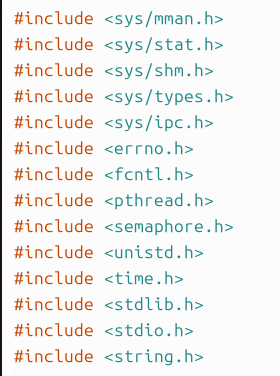 #include <sys/mman.h>
#include <sys/stat.h>
#include <sys/shm.h>
#include <sys/types.h>
#include <sys/ipc.h>
#include <errno.h>
#include <fcntl.h>
#include <pthread.h>
#include <semaphore.h>
#include <unistd.h>
#include <time.h>
#include <stdlib.h>
#include <stdio.h>
#include <string.h>